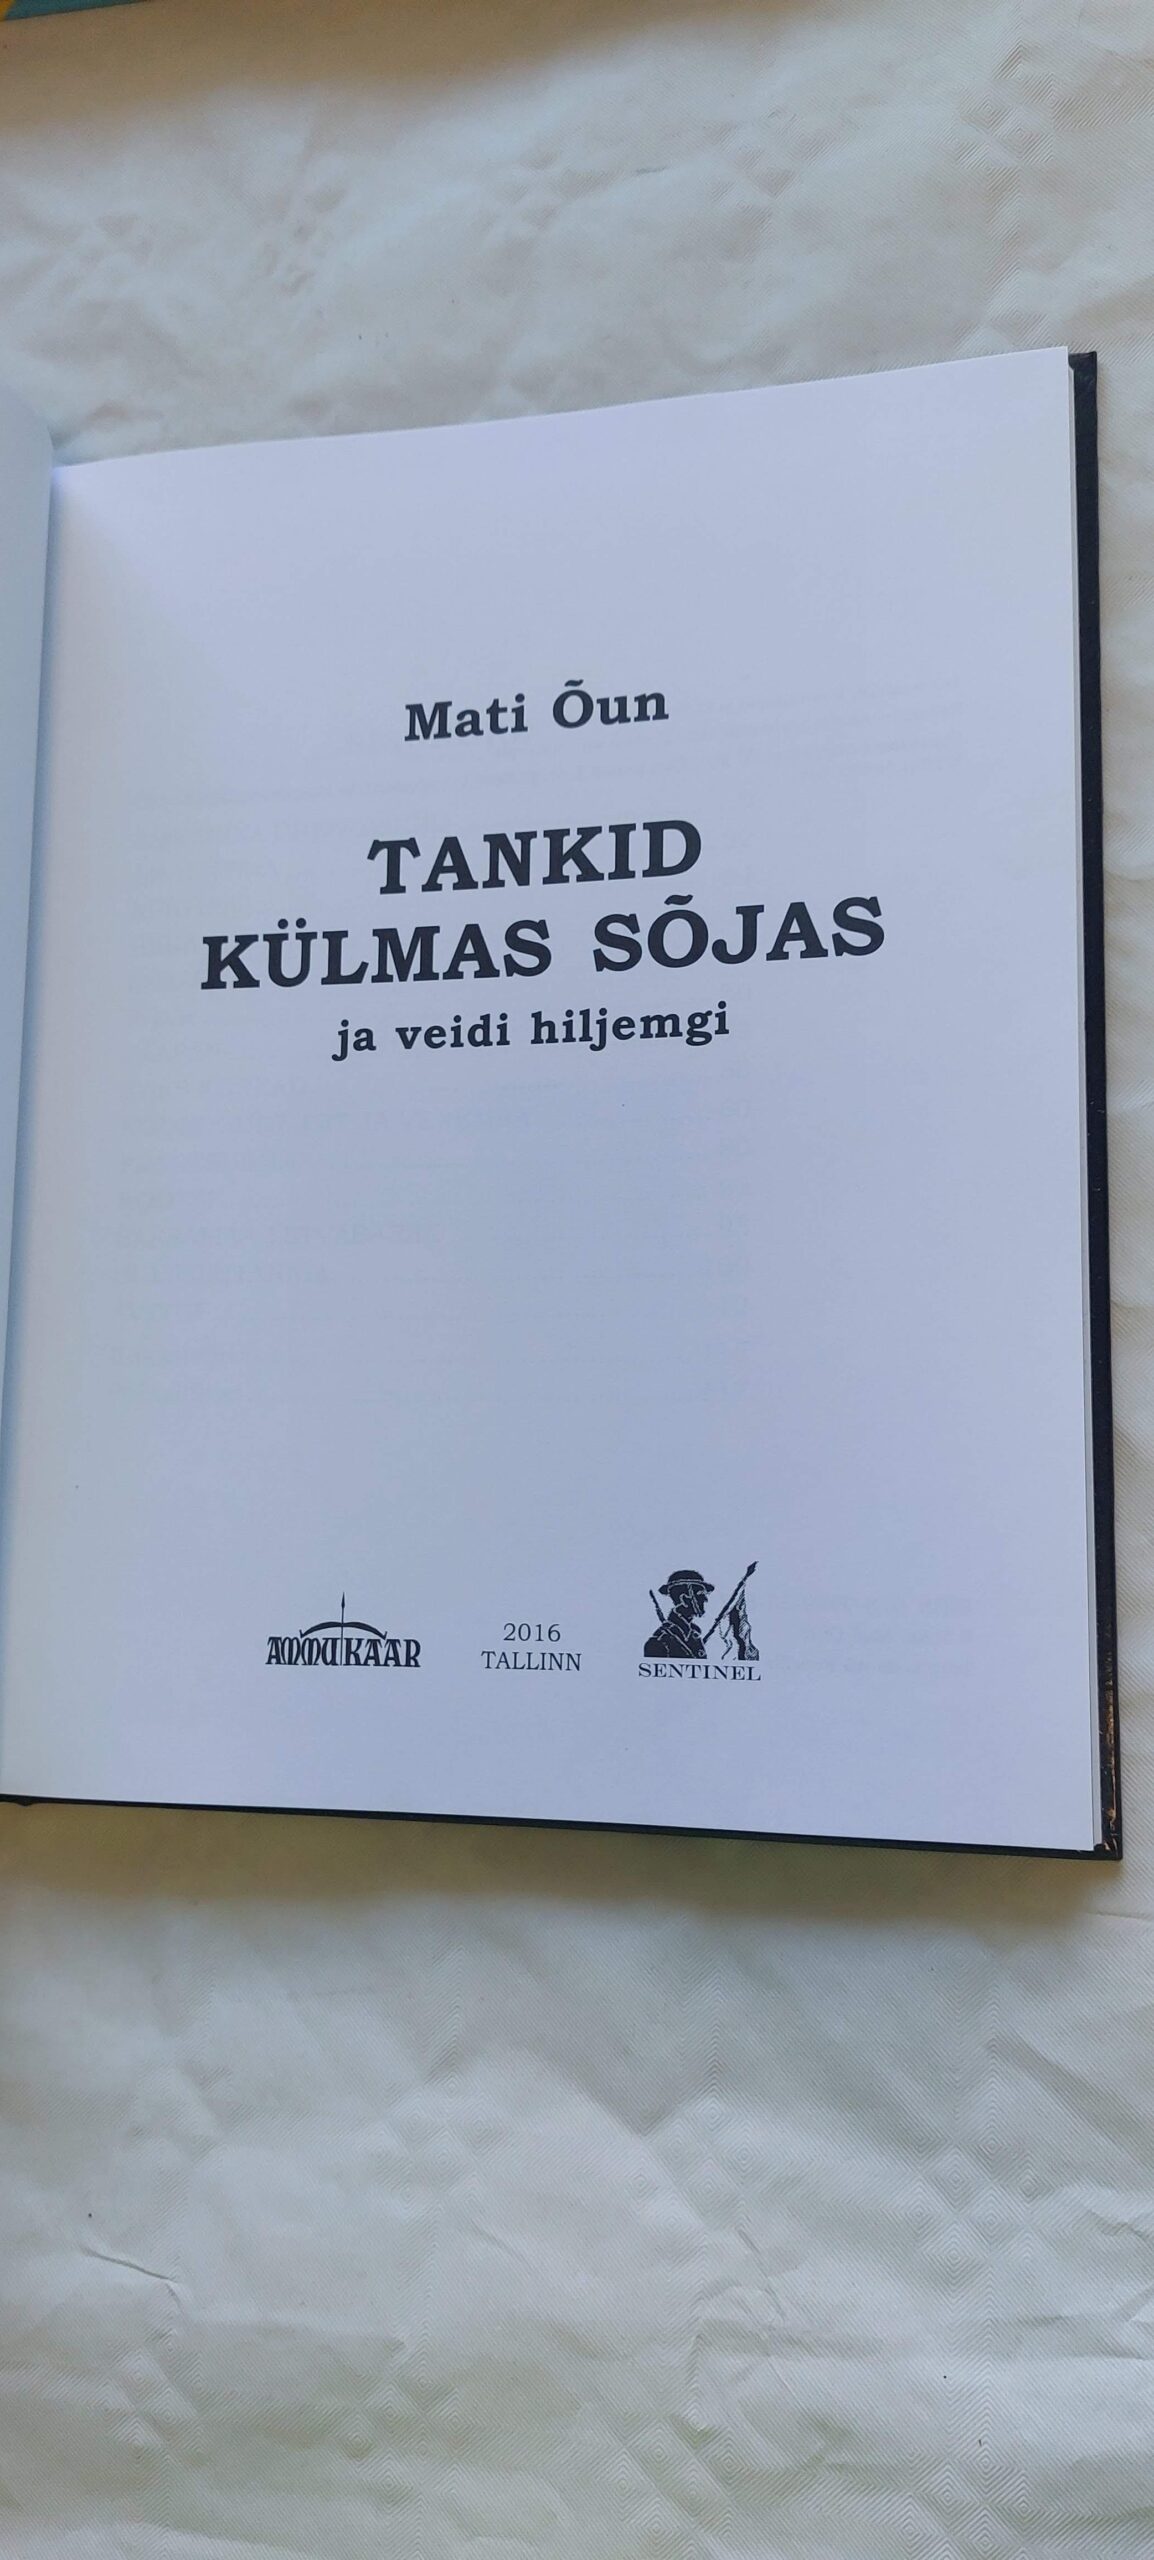 Mati Õun
TANKID
KÜLMAS SÕJAS
ja veidi hiljemgi
AMMUKAAR
2016
TALLINN
SENTINEL